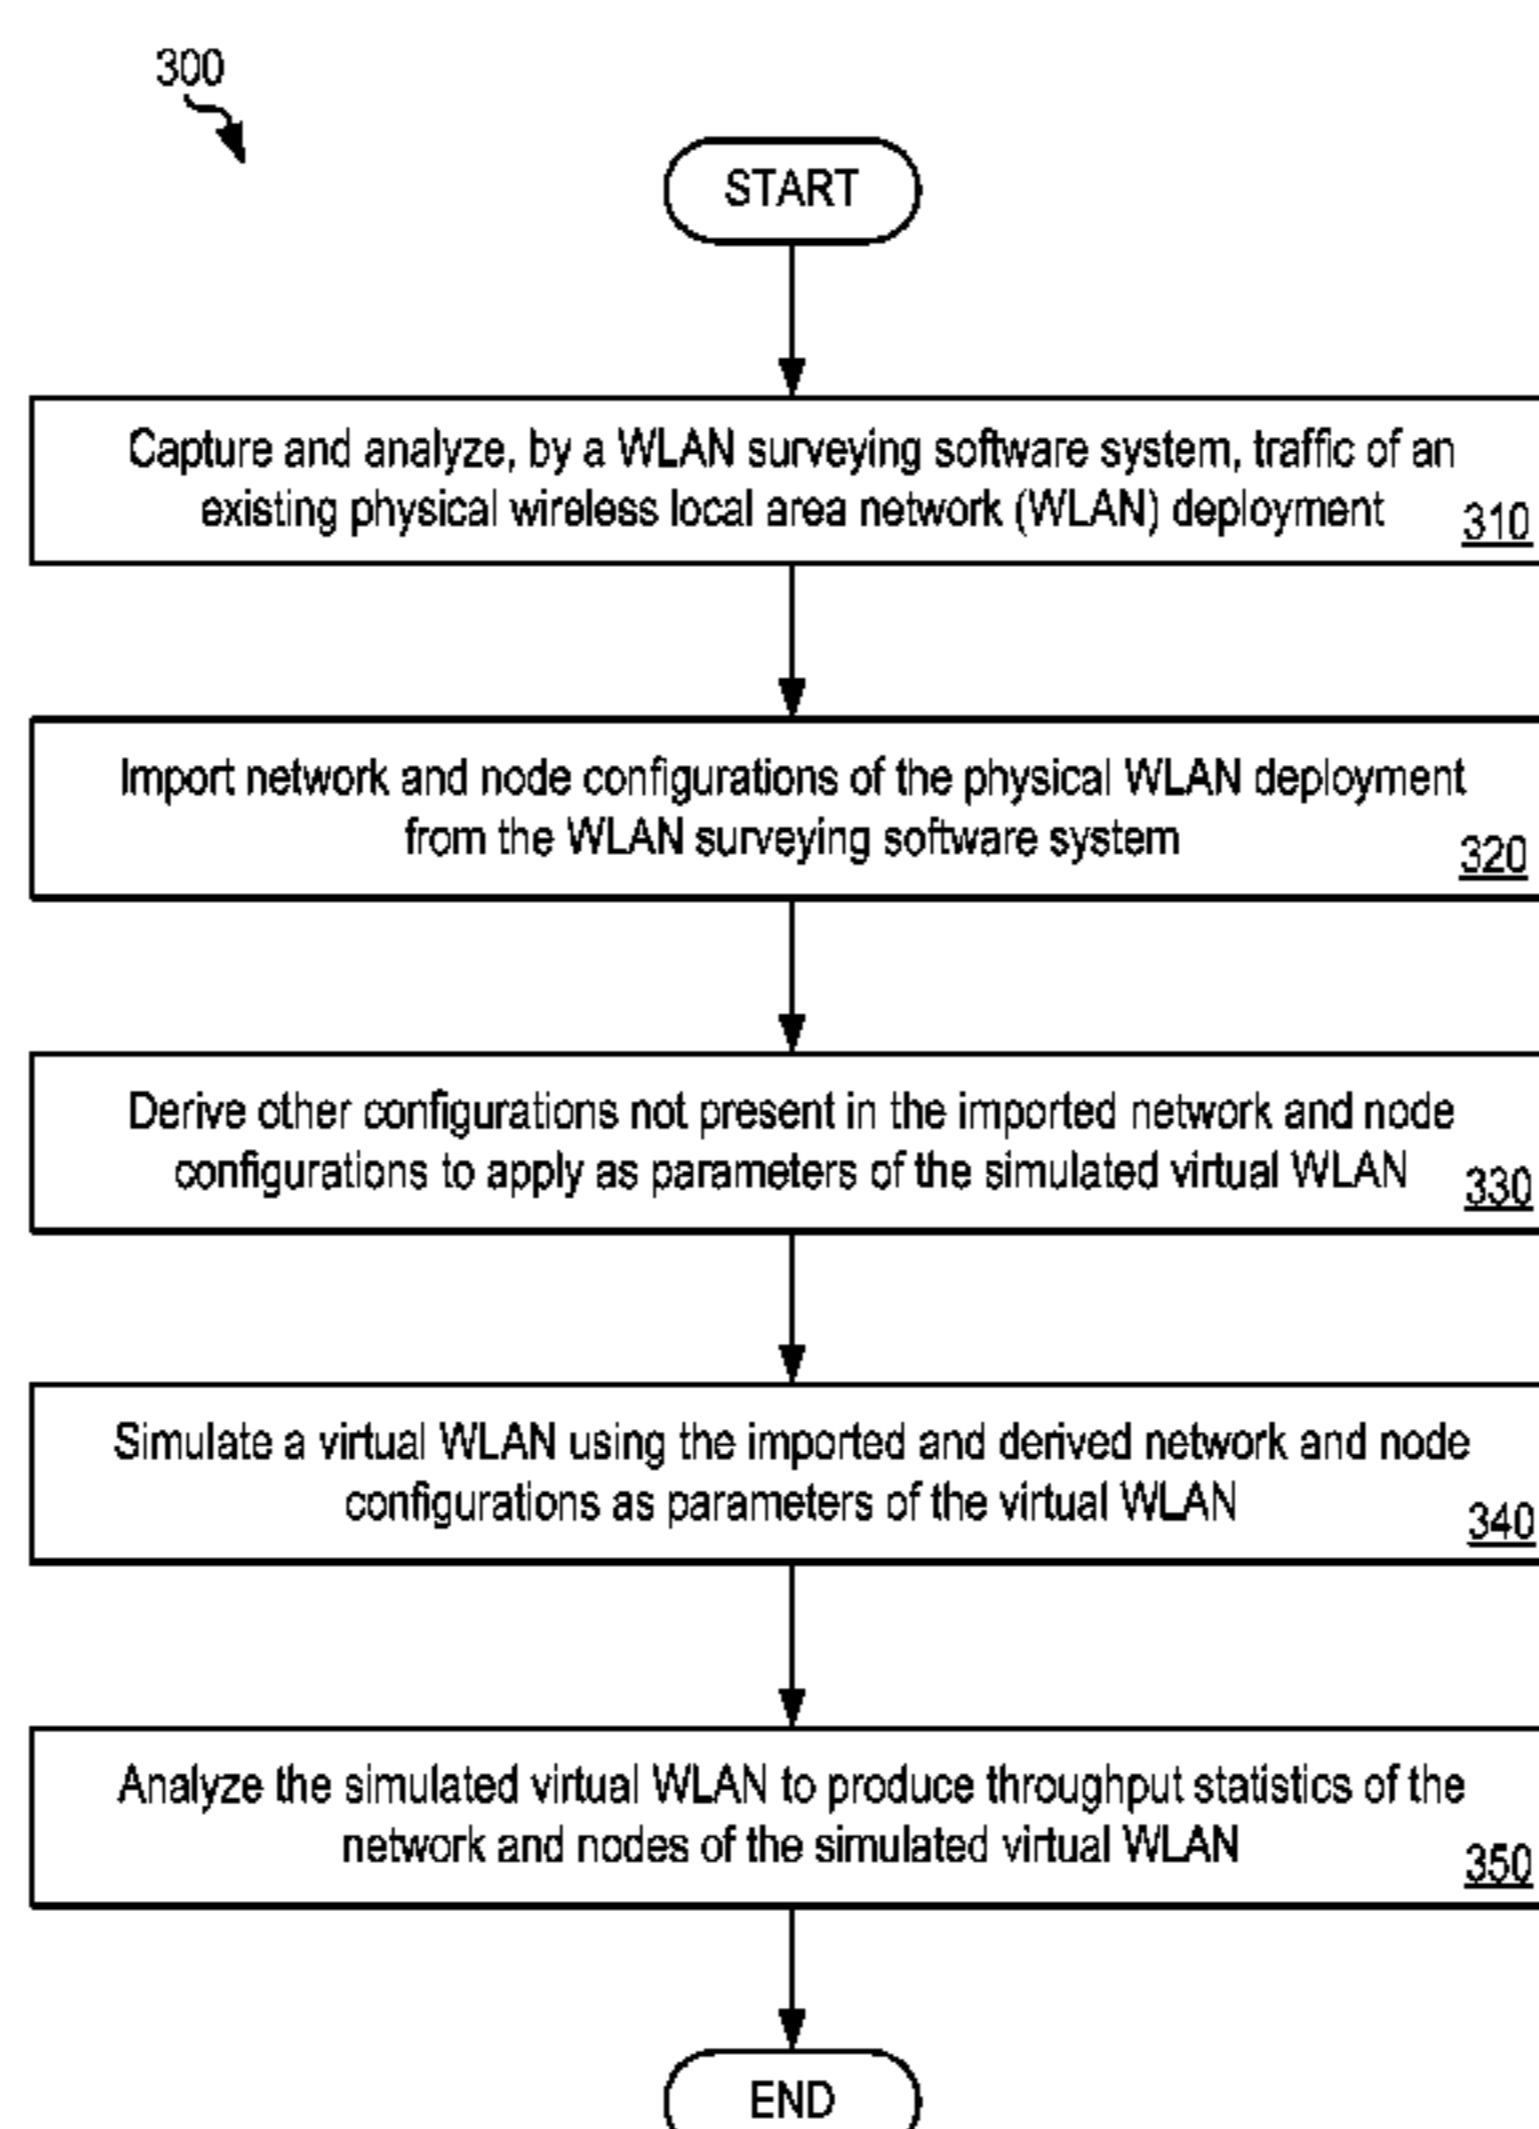 300
START
Capture and analyze, by a WLAN surveying software system, traffic of an
existing physical wireless local area network (WLAN) deployment
310
Import network and node configurations of the physical WLAN deployment
from the WLAN surveying software system
320
Derive other configurations not present in the imported network and node
configurations to apply as parameters of the simulated virtual WLAN
330
Simulate a virtual WLAN using the imported and derived network and node
configurations as parameters of the virtual WLAN
340
Analyze the simulated virtual WLAN to produce throughput statistics of the
network and nodes of the simulated virtual WLAN
350
END